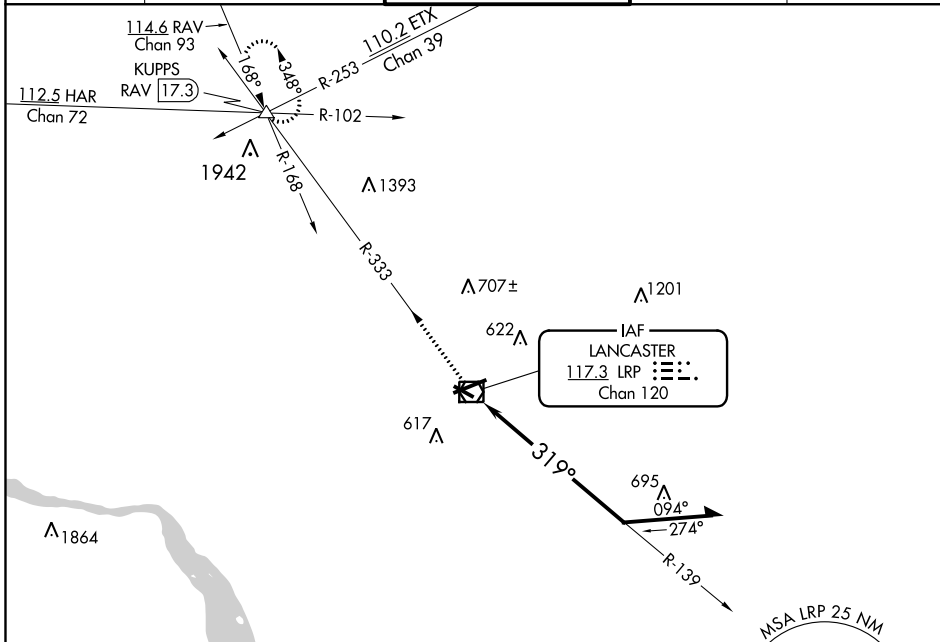 114.6 RAV
Chan 93
110.2 ETX
Chan 39
KUPPS
RAV 17.3
168°
348°
R-253
112.5 HAR
Chan 72
R-102
1942
R-168
1393
R-333
707±
1201
622
IAF
LANCASTER
117.3 LRP
Chan 120
617
319°
695
094°
274°
1864
R-139
MSA LRP 25 NM